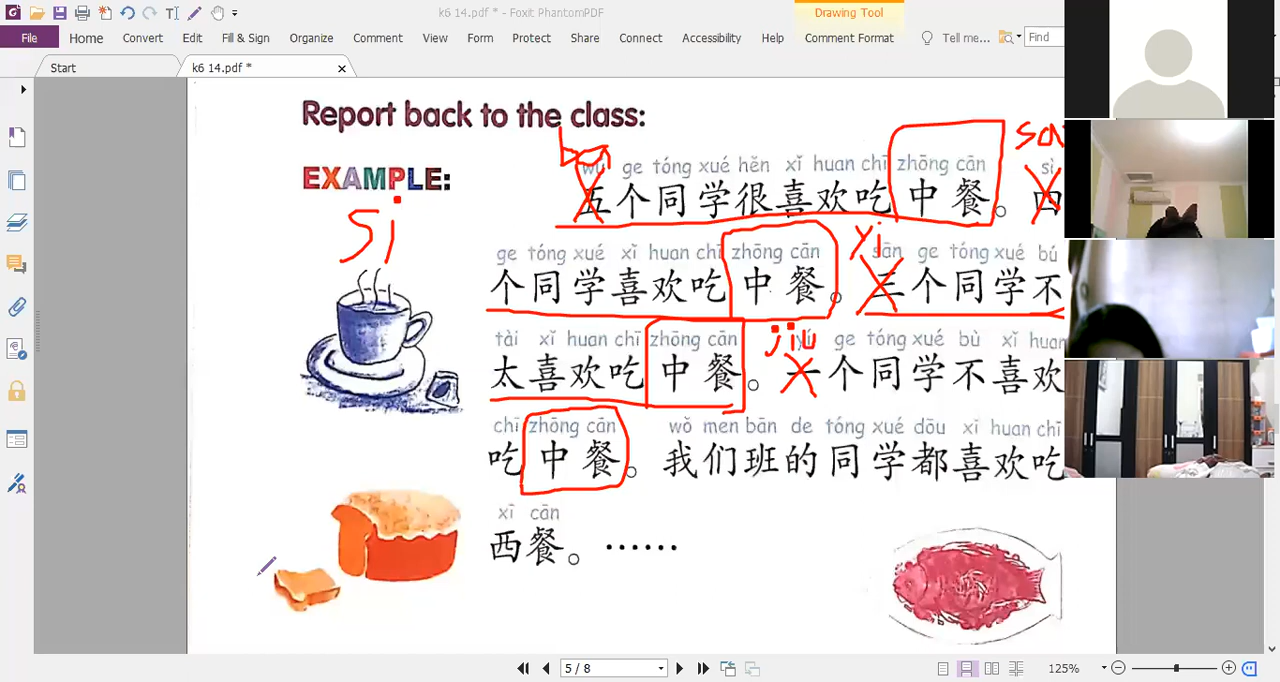 k6 14.pdf * - Foxit PhantomPDF
Drawing Tool
File Home Convert Edit Fill & Sign Organize Comment View Form Protect Share Connect Accessibility Help Comment Format Tell me... Find
Start k6 14.pdf *
Report back to the class:
EXAMPLE:
si
ge tóng xué hěn xǐ huan chī zhōng cān sì
五个同学很喜欢吃中餐。四
yi
ge tóng xué xǐ huan chī zhōng cān sān ge tóng xué bú
个同学喜欢吃中餐。三个同学不
jiu
tài xǐ huan chī zhōng cān yí ge tóng xué bù xǐ huan
太喜欢吃中餐。一个同学不喜欢
chī zhōng cān wǒ men bān de tóng xué dōu xǐ huan chī
吃中餐。我们班的同学都喜欢吃
xī cān
西餐。······
5 / 8
125%